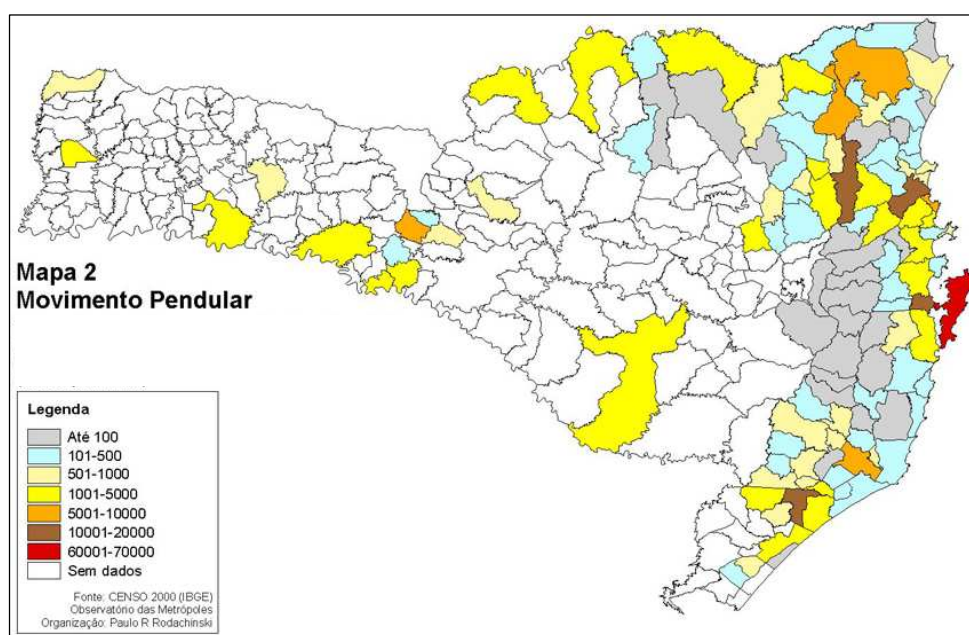 Mapa 2
Movimento Pendular
Legenda
Até 100
101-500
501-1000
1001-5000
5001-10000
10001-20000
60001-70000
Sem dados
Fonte: CENSO 2000 (IBGE)
Observatório das Metrópoles
Organização: Paulo R Rodachinski